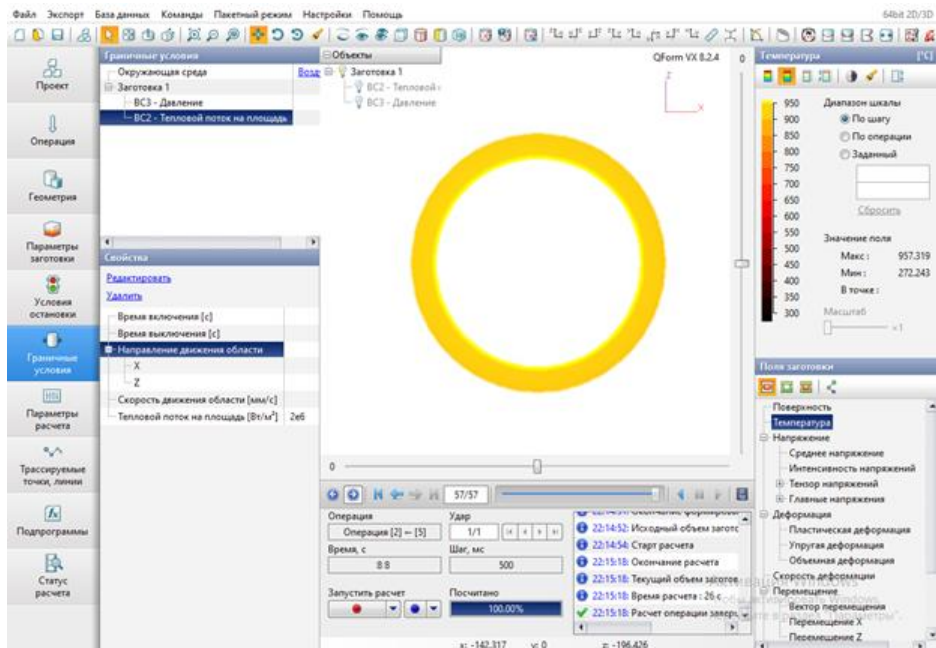 Файл Экспорт База данных Команды Пакетный режим Настройки Помощь
64bit 2D/3D
Проект
Операция
Геометрия
Параметры заготовки
Условия остановки
Граничные условия
Параметры расчета
Трассируемые точки, линии
Подпрограммы
Статус расчета
Граничные условия
Окружающая среда
Заготовка 1
BC3 - Давление
BC2 - Тепловой поток на площадь
Свойства
Редактировать
Удалить
Время включения [с]
Время выключения [с]
Направление движения области
X
Z
Скорость движения области [мм/с]
Тепловой поток на площадь [Вт/м²] 2e6
Объекты
Заготовка 1
BC2 - Тепловой
BC3 - Давление
QForm VX 8.2.4
Z
X
0
0
57/57
Операция
Операция [2] ← [5]
Удар
1/1
Время, с
8.8
Шаг, мс
500
Запустить расчет
Посчитано
100.00%
22:14:52: Исходный объем загот
22:14:54: Старт расчета
22:15:18: Окончание расчета
22:15:18: Текущий объем
22:15:18: Время расчета : 26 с
22:15:18: Расчет операции
x: -142.317 y: 0 z: -196.426
Температура [°C]
950
900
850
800
750
700
650
600
550
500
450
400
350
300
Диапазон шкалы
По шагу
По операции
Заданный
Сбросить
Значение поля
Макс : 957.319
Мин : 272.243
В точке :
Масштаб
×1
Поля заготовки
Поверхность
Температура
Напряжение
Среднее напряжение
Интенсивность напряжений
Тензор напряжений
Главные напряжения
Деформация
Пластическая деформация
Упругая деформация
Объемная деформация
Скорость деформации
Перемещение
Вектор перемещения
Перемещение X
Перемещение Z